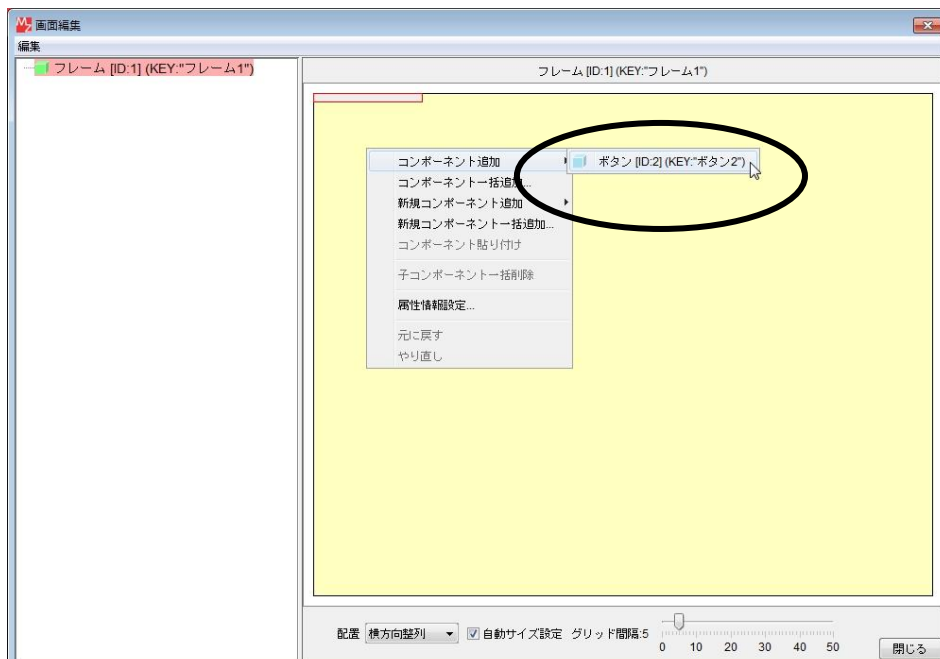 画面編集
編集
フレーム [ID:1] (KEY:"フレーム1")
フレーム [ID:1] (KEY:"フレーム1")
コンポーネント追加
ボタン [ID:2] (KEY:"ボタン2")
コンポーネント一括追加...
新規コンポーネント追加
新規コンポーネント一括追加...
コンポーネント貼り付け
子コンポーネント一括削除
属性情報設定...
元に戻す
やり直し
配置 横方向整列 自動サイズ設定 グリッド間隔:5
0 10 20 30 40 50
閉じる